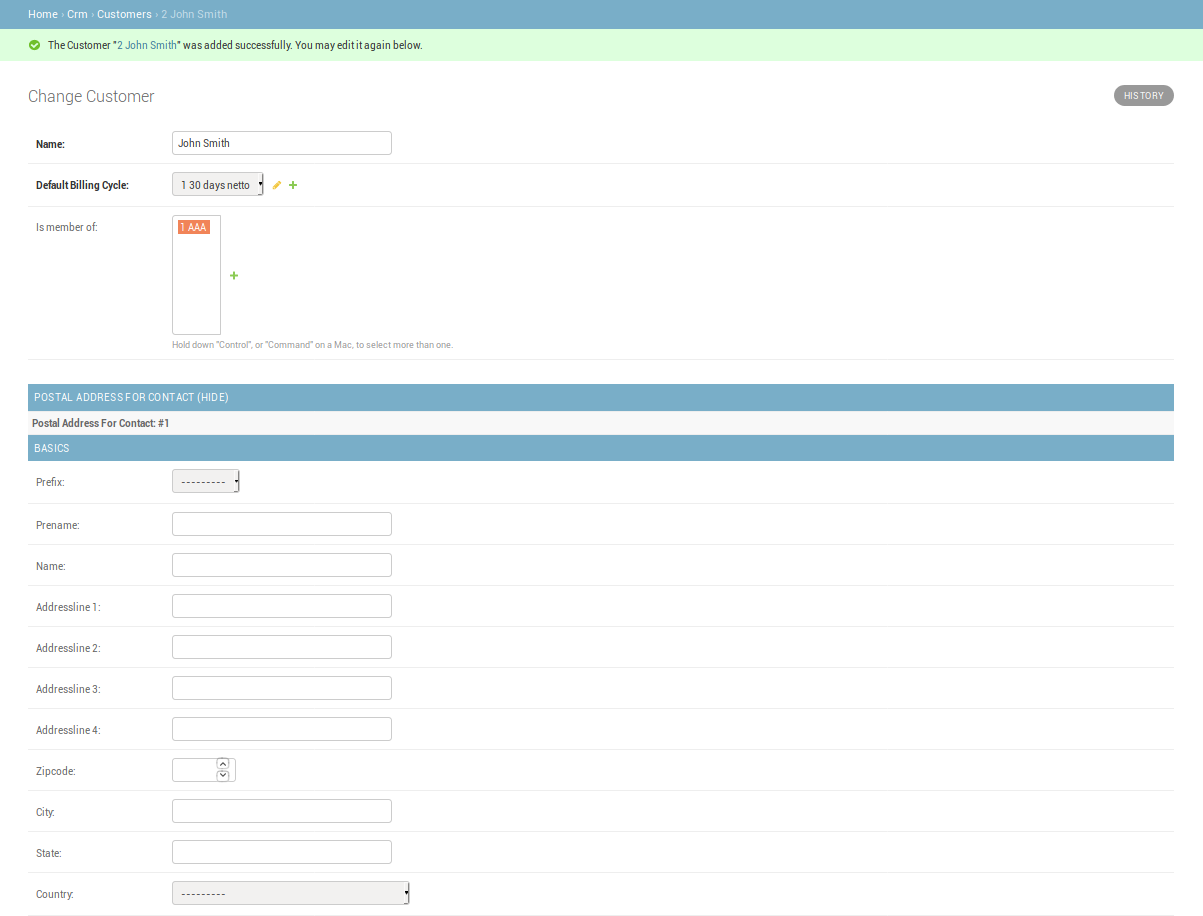 Home › Crm › Customers › 2 John Smith
The Customer "2 John Smith" was added successfully. You may edit it again below.
Change Customer
HISTORY
Name: John Smith
Default Billing Cycle: 1 30 days netto
Is member of: 1 AAA
Hold down "Control", or "Command" on a Mac, to select more than one.
POSTAL ADDRESS FOR CONTACT (HIDE)
Postal Address For Contact: #1
BASICS
Prefix: ---------
Prename:
Name:
Addressline 1:
Addressline 2:
Addressline 3:
Addressline 4:
Zipcode:
City:
State:
Country: ---------